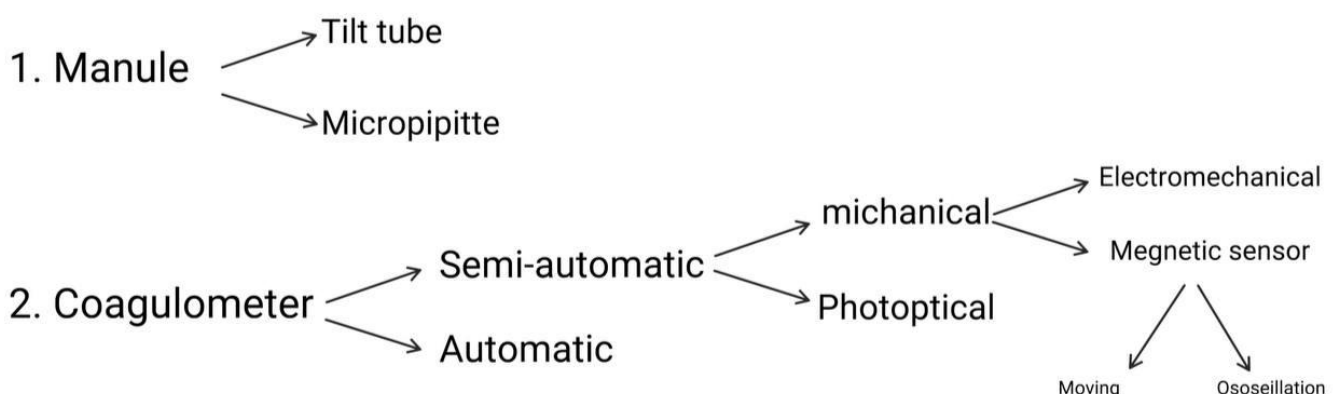 Tilt tube
1. Manule
Micropipitte
Electromechanical
michanical
Megnetic sensor
Semi-automatic
2. Coagulometer
Photoptical
Automatic
Moving
Ososeillation